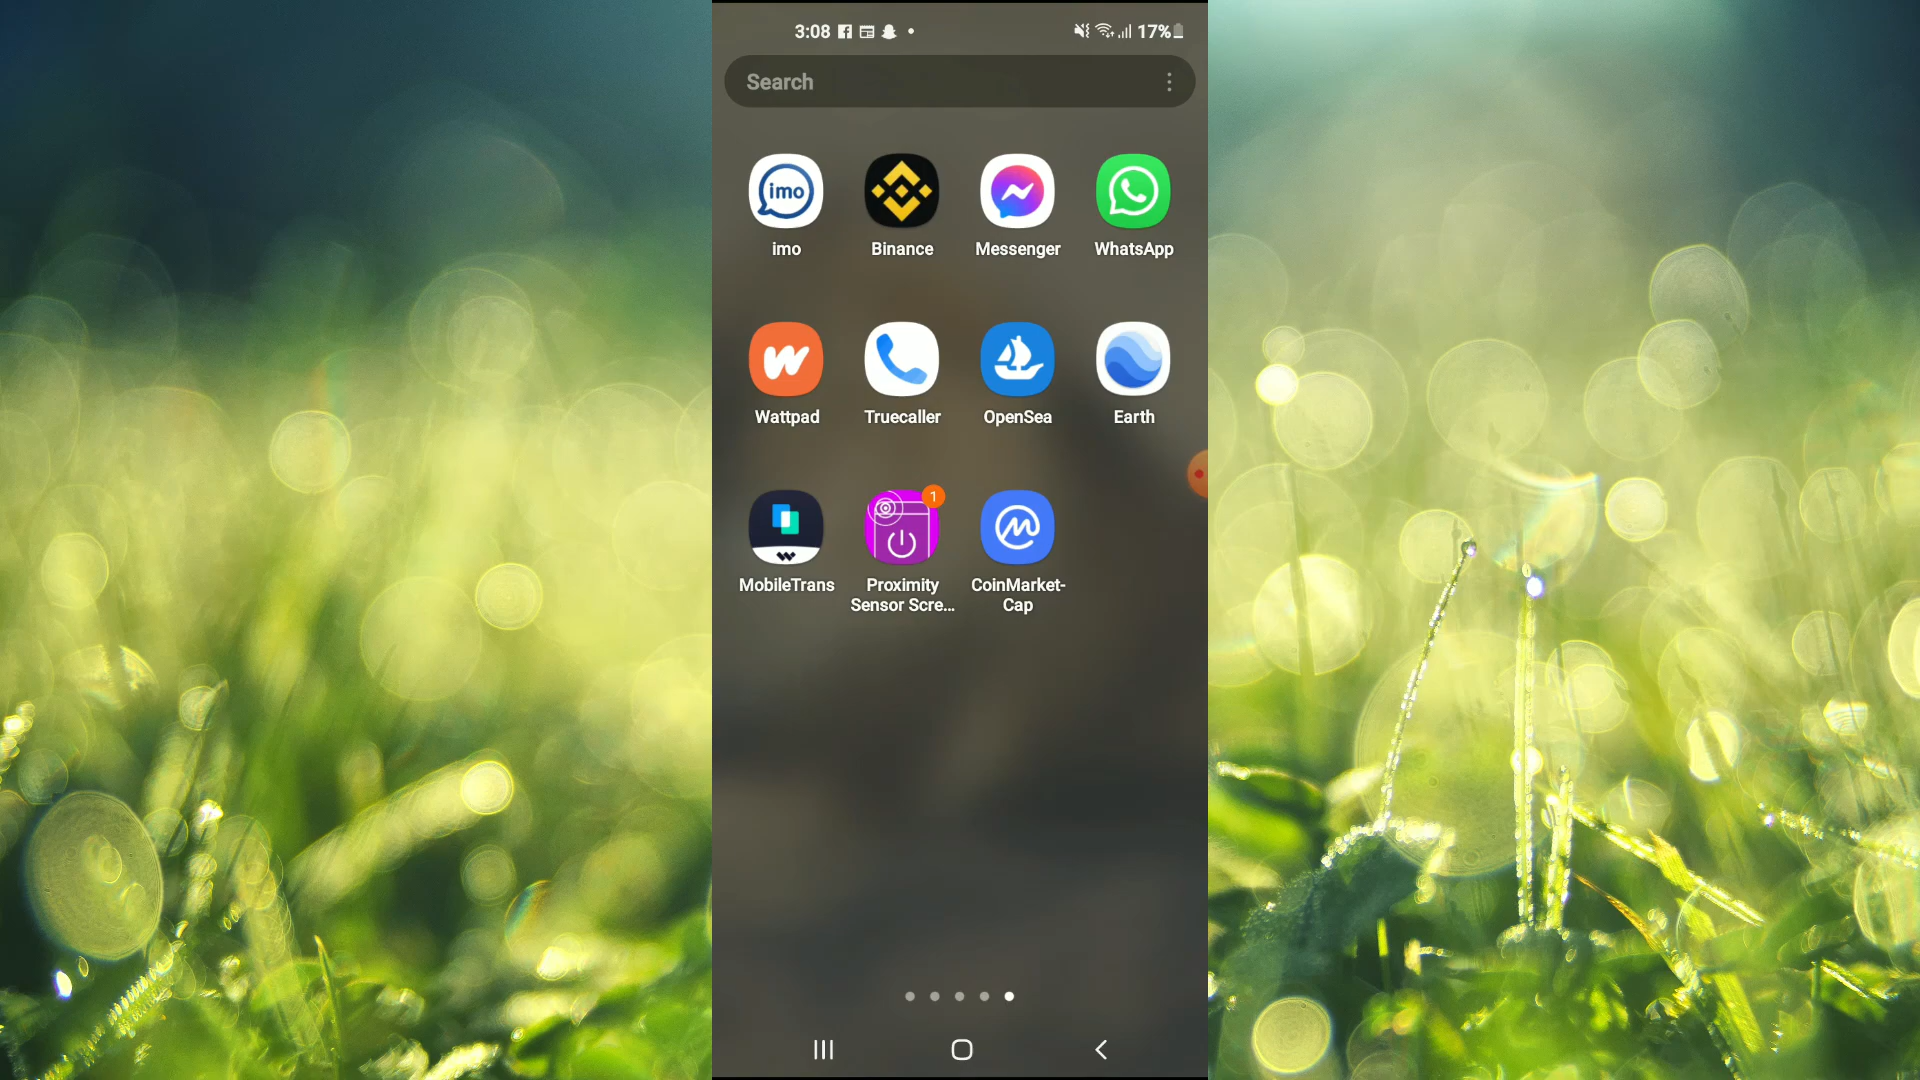 3:08
17%
Search
imo
imo
Binance
Messenger
WhatsApp
Wattpad
Truecaller
OpenSea
Earth
1
MobileTrans
Proximity
Sensor Scre...
CoinMarket-
Cap